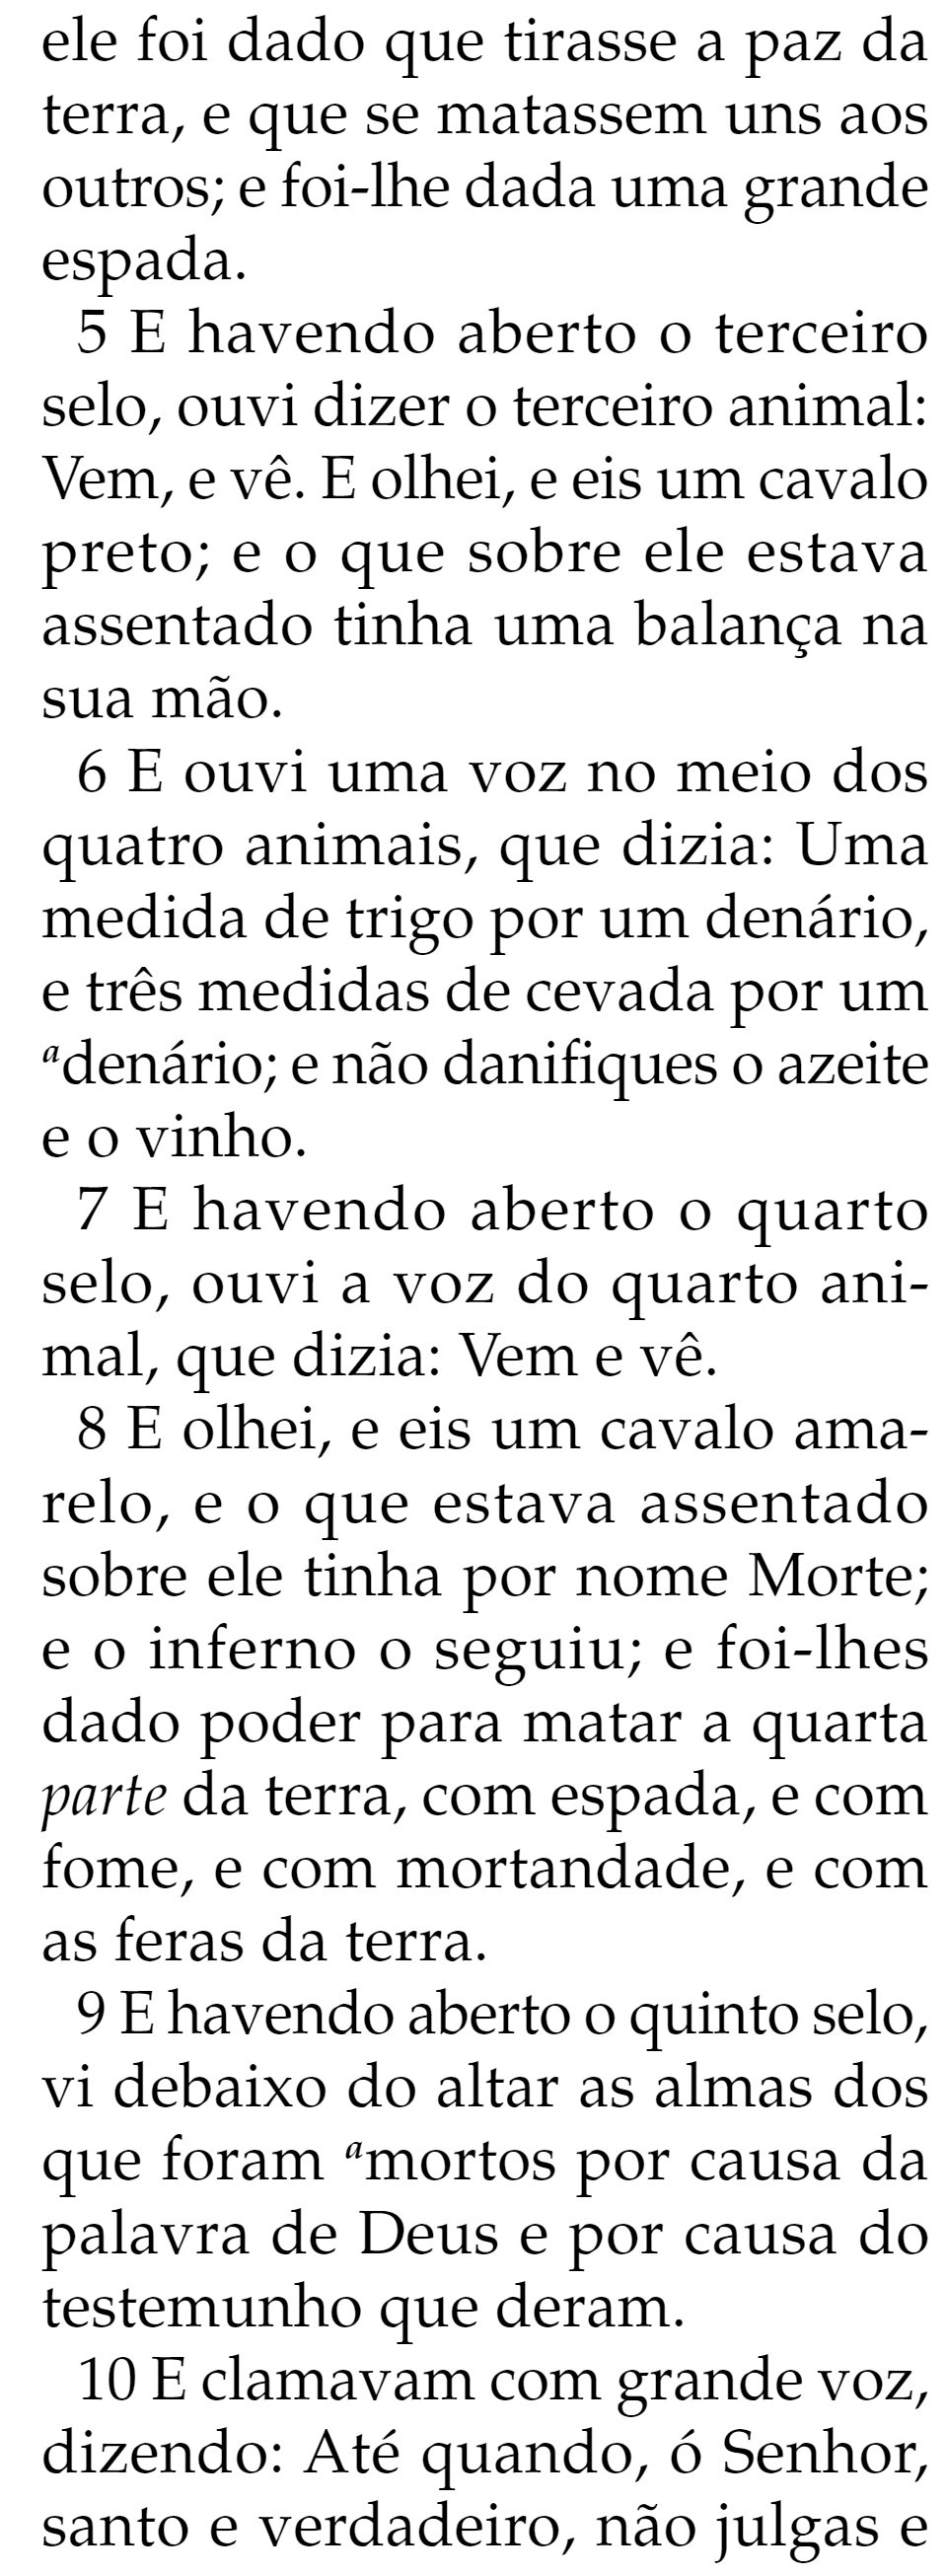 ele foi dado que tirasse a paz da
terra, e que se matassem uns aos
outros; e foi-lhe dada uma grande
espada.
5 E havendo aberto o terceiro
selo, ouvi dizer o terceiro animal:
Vem, e vê. E olhei, e eis um cavalo
preto; e o que sobre ele estava
assentado tinha uma balança na
sua mão.
6 E ouvi uma voz no meio dos
quatro animais, que dizia: Uma
medida de trigo por um denário,
e três medidas de cevada por um
ᵃdenário; e não danifiques o azeite
e o vinho.
7 E havendo aberto o quarto
selo, ouvi a voz do quarto ani-
mal, que dizia: Vem e vê.
8 E olhei, e eis um cavalo ama-
relo, e o que estava assentado
sobre ele tinha por nome Morte;
e o inferno o seguiu; e foi-lhes
dado poder para matar a quarta
parte da terra, com espada, e com
fome, e com mortandade, e com
as feras da terra.
9 E havendo aberto o quinto selo,
vi debaixo do altar as almas dos
que foram ᵃmortos por causa da
palavra de Deus e por causa do
testemunho que deram.
10 E clamavam com grande voz,
dizendo: Até quando, ó Senhor,
santo e verdadeiro, não julgas e